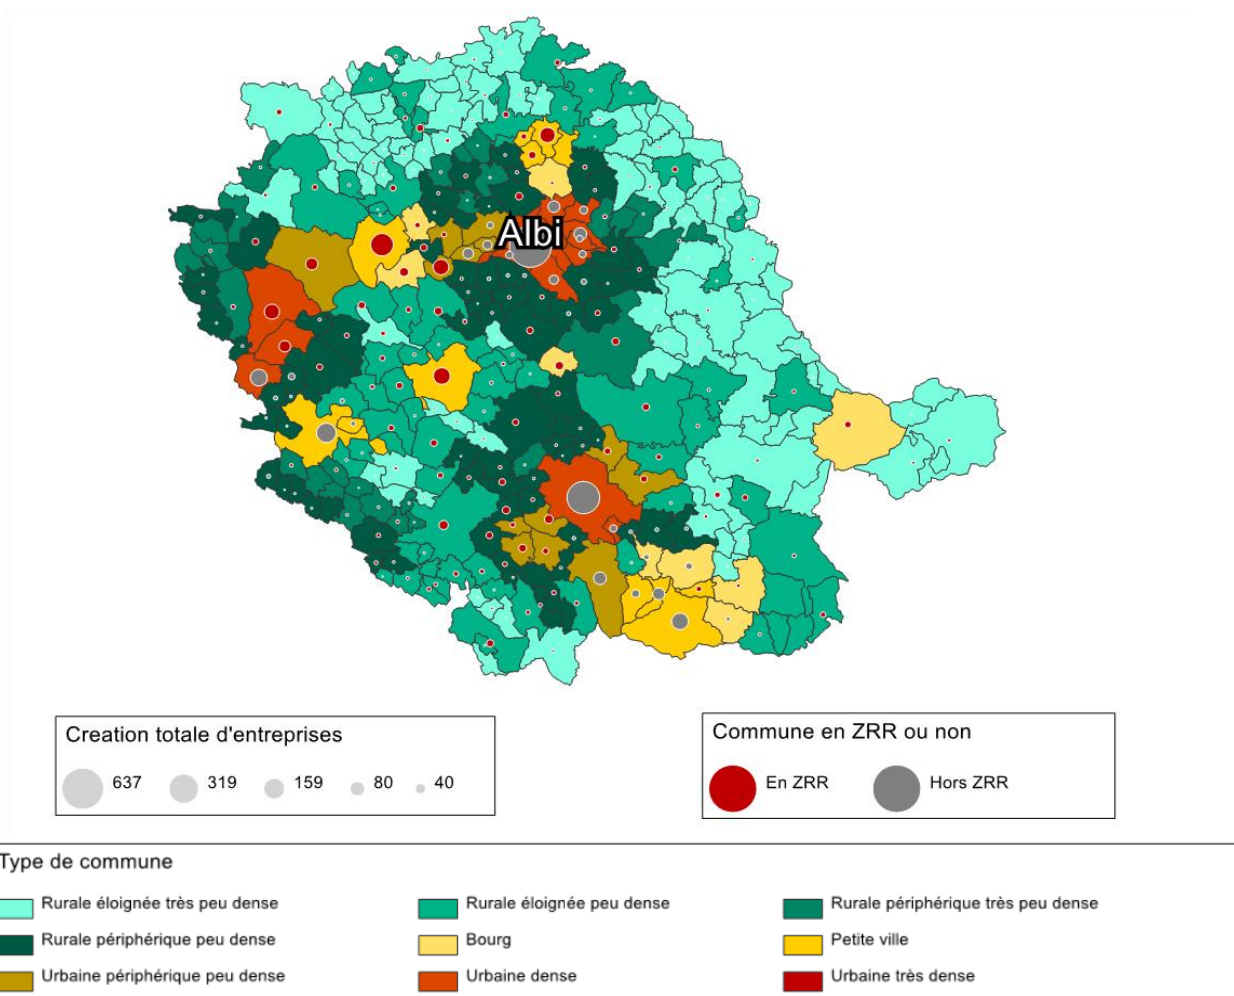 Albi
Creation totale d'entreprises
637 319 159 80 40
Commune en ZRR ou non
En ZRR Hors ZRR
Type de commune
Rurale éloignée très peu dense Rurale éloignée peu dense Rurale périphérique très peu dense
Rurale périphérique peu dense Bourg Petite ville
Urbaine périphérique peu dense Urbaine dense Urbaine très dense